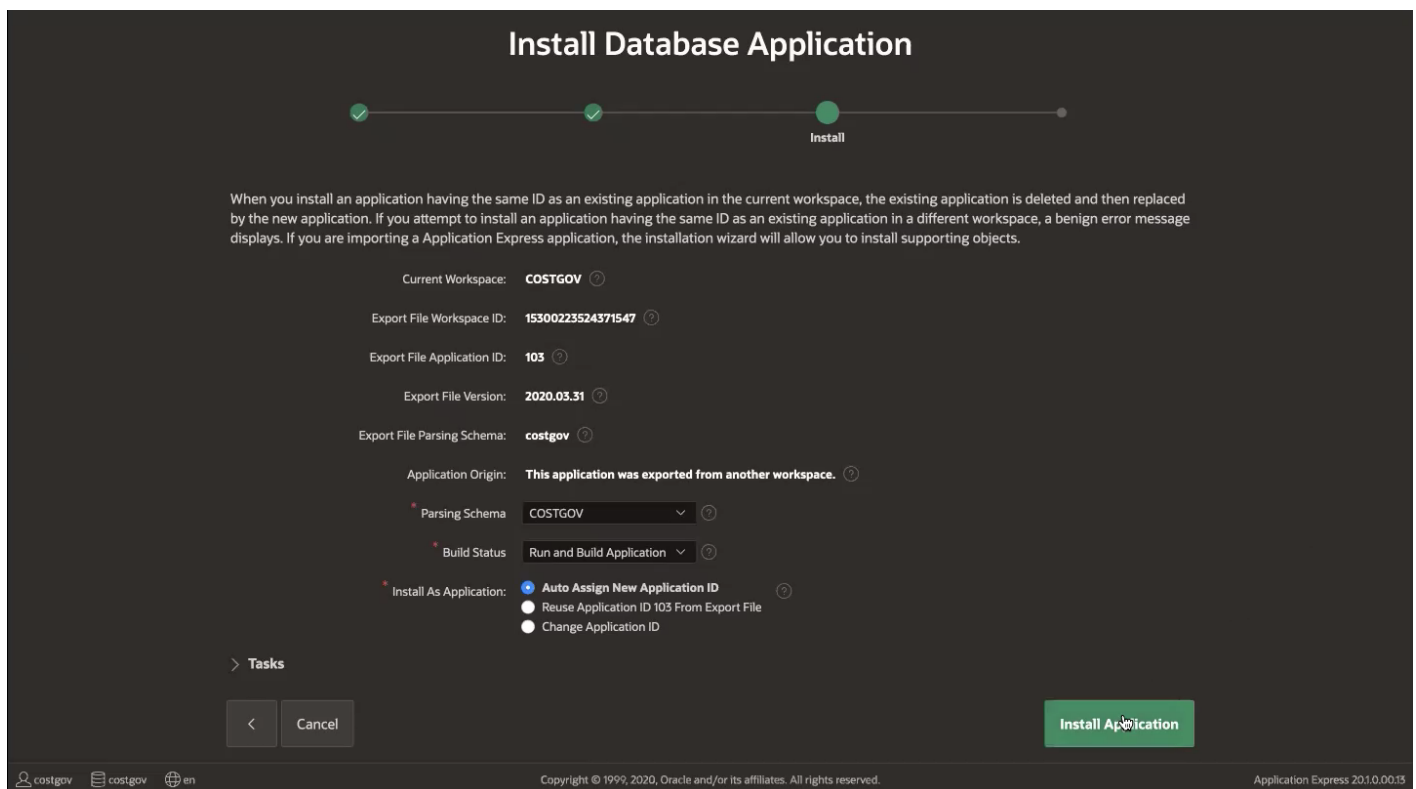 Install Database Application
Install
When you install an application having the same ID as an existing application in the current workspace, the existing application is deleted and then replaced
by the new application. If you attempt to install an application having the same ID as an existing application in a different workspace, a benign error message
displays. If you are importing a Application Express application, the installation wizard will allow you to install supporting objects.
Current Workspace: COSTGOV ?
Export File Workspace ID: 15300223524371547 ?
Export File Application ID: 103 ?
Export File Version: 2020.03.31 ?
Export File Parsing Schema: costgov ?
Application Origin: This application was exported from another workspace. ?
* Parsing Schema COSTGOV ?
* Build Status Run and Build Application ?
* Install As Application: Auto Assign New Application ID ?
Reuse Application ID 103 From Export File
Change Application ID
> Tasks
< Cancel Install Application
costgov costgov en Copyright © 1999, 2020, Oracle and/or its affiliates. All rights reserved. Application Express 20.1.0.00.13